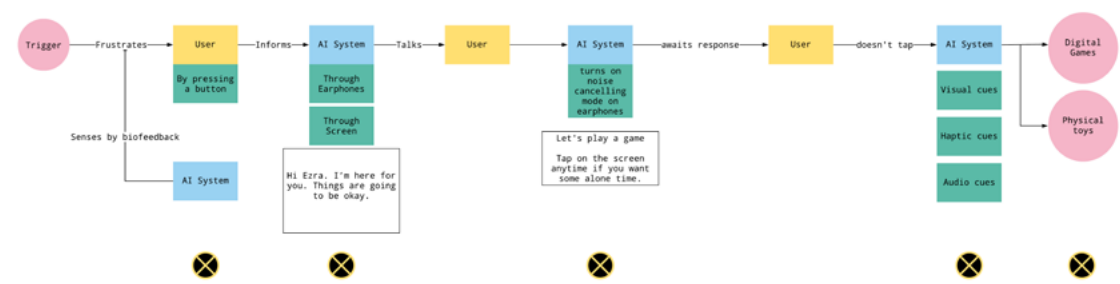 Trigger
Frustrates
User
By pressing
a button
Senses by biofeedback
AI System
Informs
AI System
Through
Earphones
Through
Screen
Hi Ezra. I'm here for
you. Things are going
to be okay.
Talks
User
AI System
turns on
noise
cancelling
mode on
earphones
Let's play a game
Tap on the screen
anytime if you want
some alone time.
awaits response
User
doesn't tap
AI System
Visual cues
Haptic cues
Audio cues
Digital
Games
Physical
toys